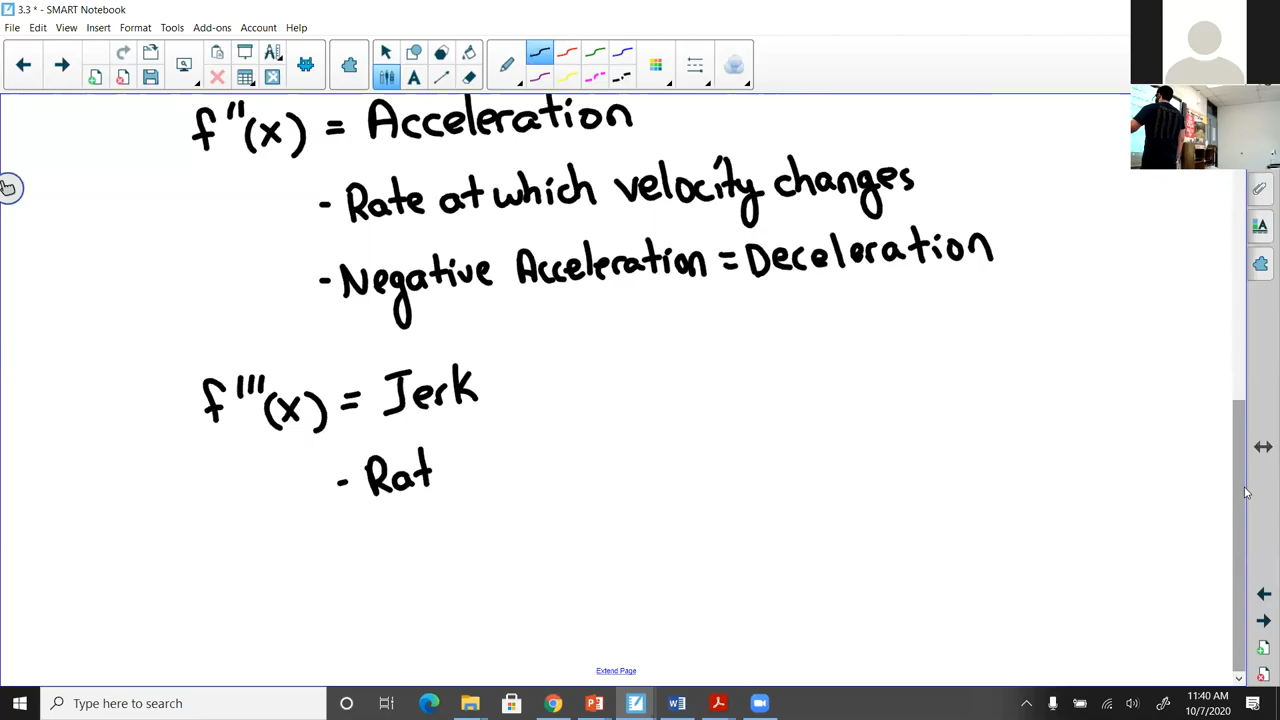 3.3 * - SMART Notebook
File Edit View Insert Format Tools Add-ons Account Help
f''(x) = Acceleration
- Rate at which velocity changes
- Negative Acceleration = Deceleration
f'''(x) = Jerk
- Rat
Extend Page
Type here to search
11:40 AM
10/7/2020